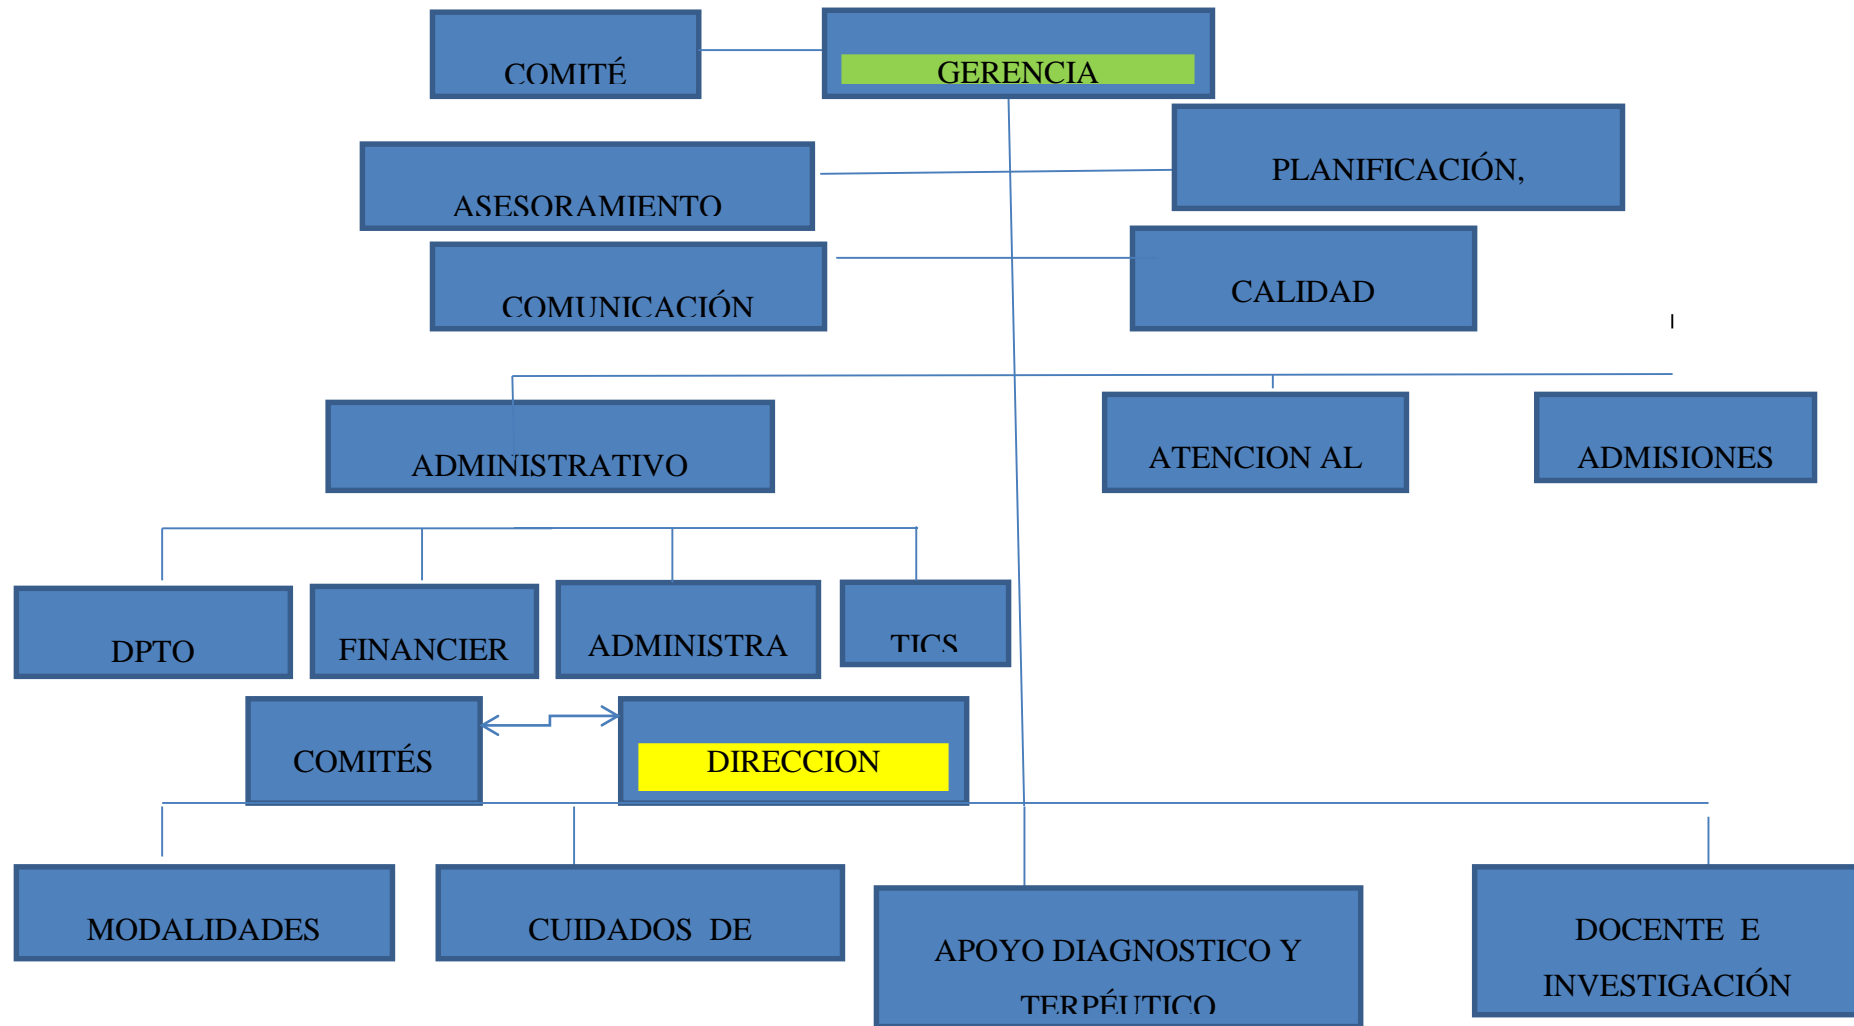 COMITÉ
GERENCIA
ASESORAMIENTO
PLANIFICACIÓN,
COMUNICACIÓN
CALIDAD
ADMINISTRATIVO
ATENCION AL
ADMISIONES
DPTO
FINANCIER
ADMINISTRA
TICS
COMITÉS
DIRECCION
MODALIDADES
CUIDADOS DE
APOYO DIAGNOSTICO Y
TERPÉUTICO
DOCENTE E
INVESTIGACIÓN